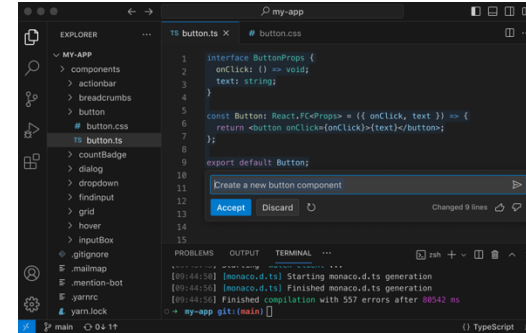 my-app
EXPLORER
MY-APP
components
actionbar
breadcrumbs
button
# button.css
TS button.ts
countBadge
dialog
dropdown
findinput
grid
hover
inputBox
.gitignore
.mailmap
.mention-bot
.yarnrc
yarn.lock
TS button.ts
# button.css
1 interface ButtonProps {
2 onClick: () => void;
3 text: string;
4 }
5
6 const Button: React.FC<Props> = ({ onClick, text }) => {
7 return <button onClick={onClick}>{text}</button>;
8 };
9
9 export default Button;
10
11
12
13
14
15
Create a new button component
Accept Discard Changed 9 lines
PROBLEMS OUTPUT TERMINAL ... zsh
[09:44:50] [monaco.d.ts] Starting monaco.d.ts generation
[09:44:56] [monaco.d.ts] Finished monaco.d.ts generation
[09:44:56] Finished compilation with 557 errors after 80542 ms
my-app git:(main)
main 0↓ 1↑ {} TypeScript